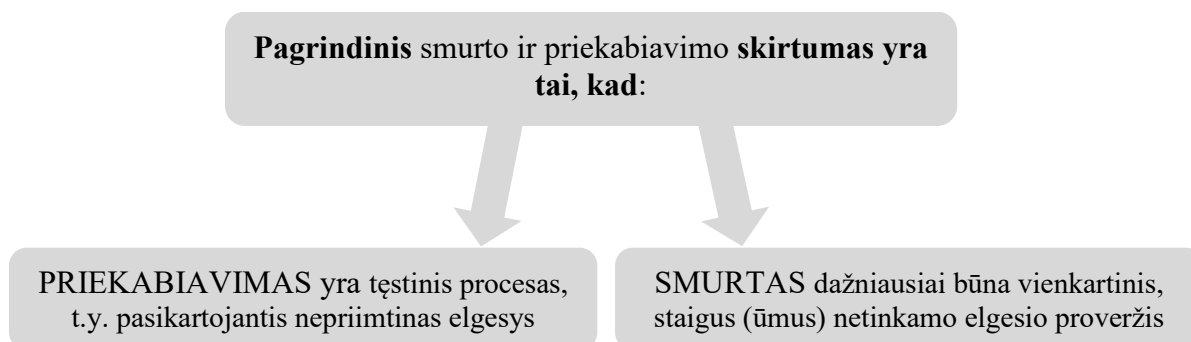 Pagrindinis smurto ir priekabiavimo skirtumas yra
tai, kad:
PRIEKABIAVIMAS yra tęstinis procesas,
t.y. pasikartojantis nepriimtinas elgesys
SMURTAS dažniausiai būna vienkartinis,
staigus (ūmus) netinkamo elgesio proveržis